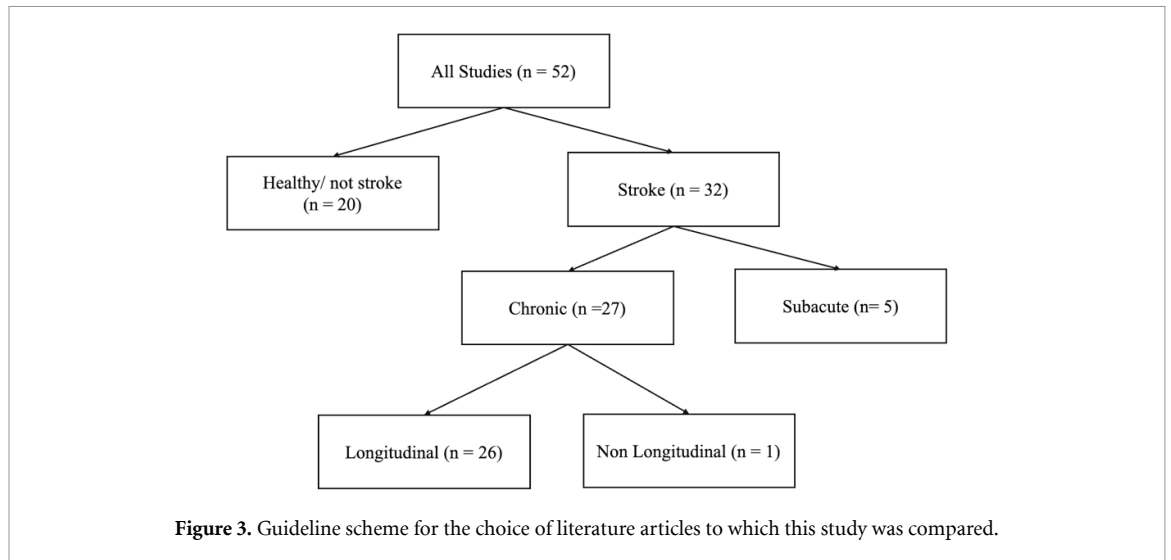 All Studies (n = 52)
Healthy/ not stroke
(n = 20)
Stroke (n = 32)
Chronic (n =27)
Subacute (n= 5)
Longitudinal (n = 26)
Non Longitudinal (n = 1)
Figure 3. Guideline scheme for the choice of literature articles to which this study was compared.